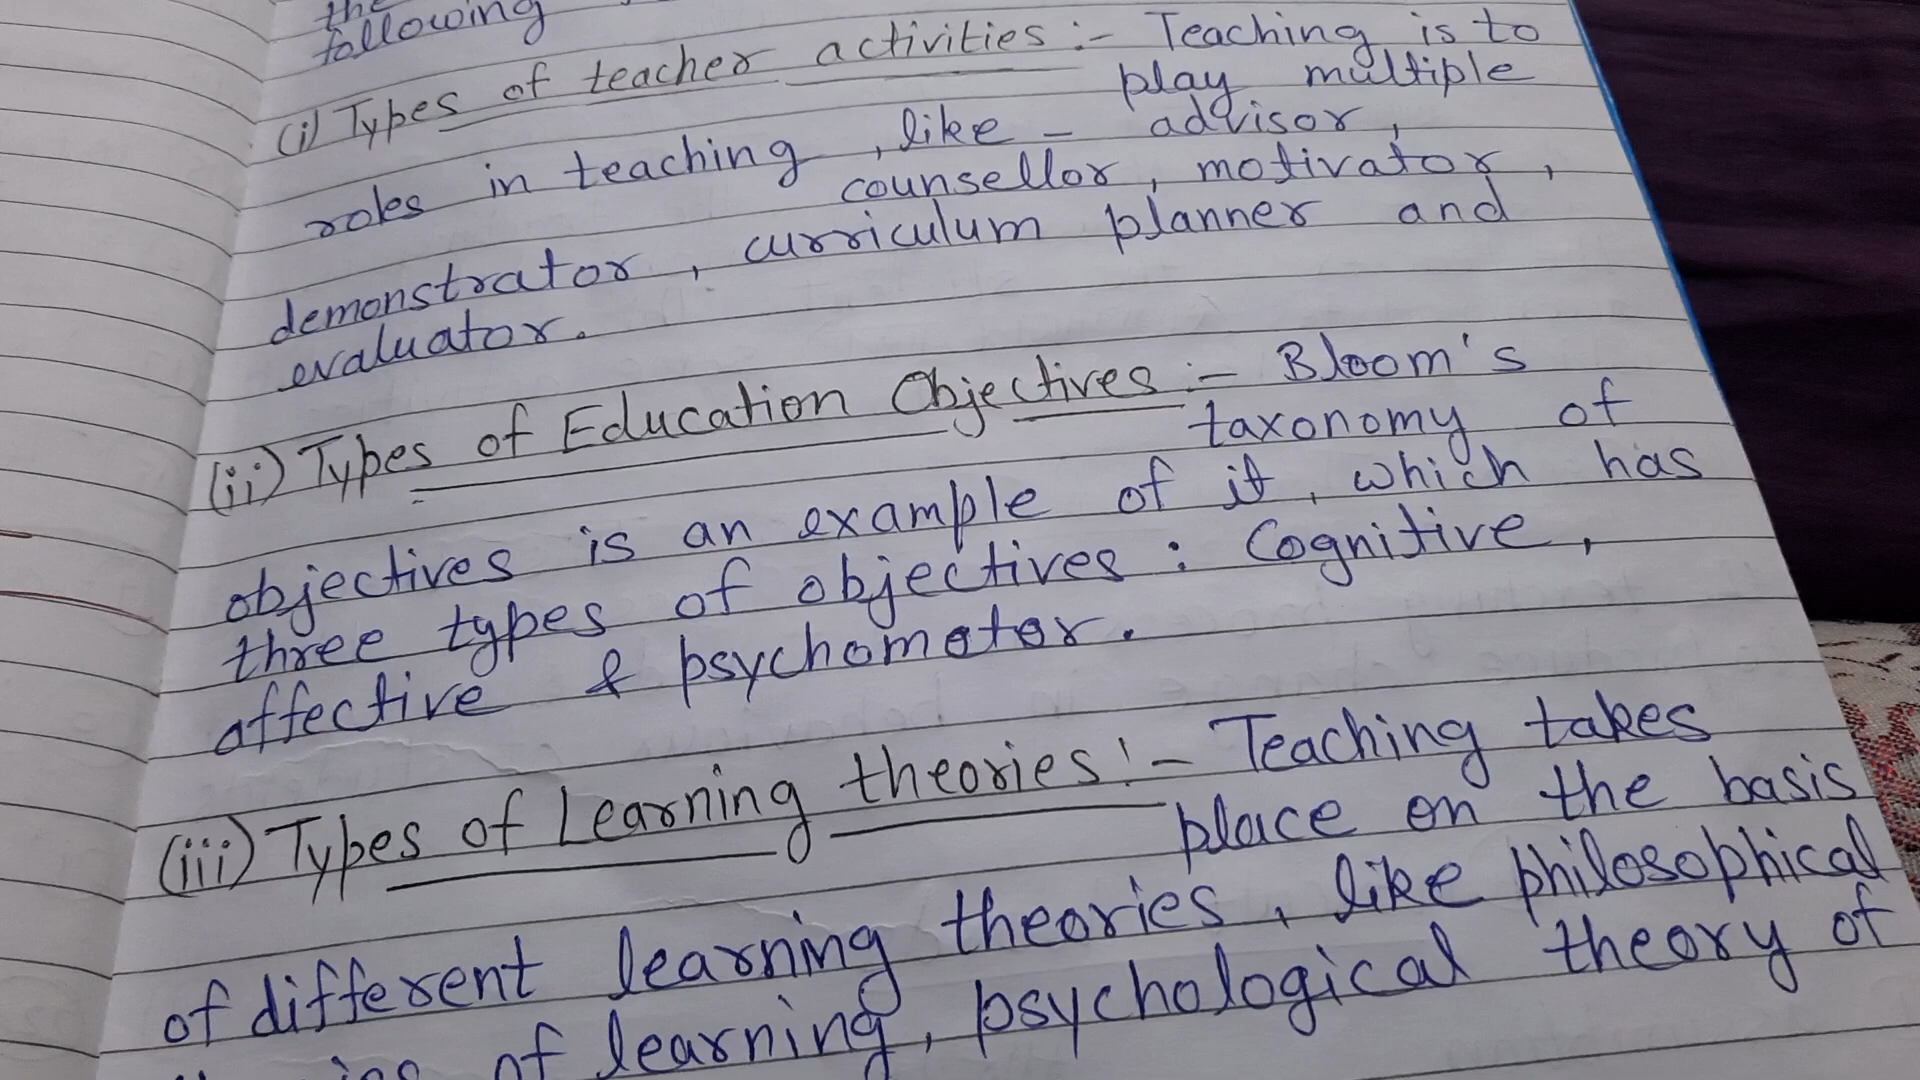 the
following
(i) Types of teacher activities :- Teaching is to
play multiple
roles in teaching , like - advisor ,
counsellor , motivator ,
demonstrator , curriculum planner and
evaluator.
(ii) Types of Education Objectives :- Bloom's
taxonomy of
objectives is an example of it , which has
three types of objectives : Cognitive ,
affective & psychomotor .
(iii) Types of Learning theories :- Teaching takes
place on the basis
of different learning theories , like philosophical
of learning , psychological theory of